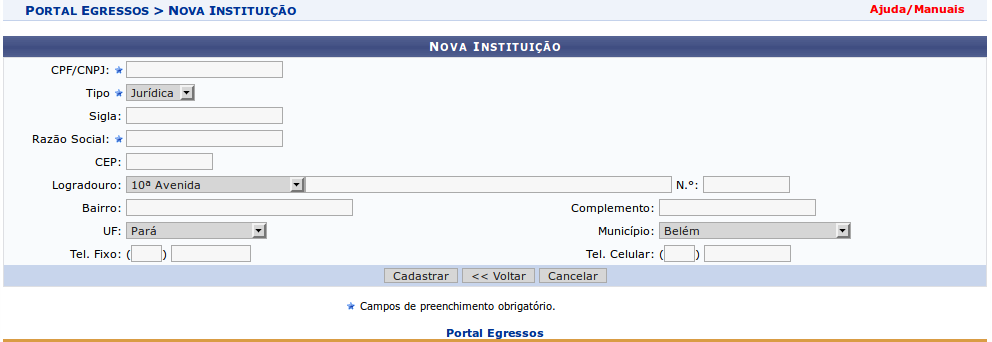 PORTAL EGRESSOS > NOVA INSTITUIÇÃO Ajuda/Manuais
NOVA INSTITUIÇÃO
CPF/CNPJ:
Tipo Jurídica
Sigla:
Razão Social:
CEP:
Logradouro: 10ª Avenida N.°:
Bairro: Complemento:
UF: Pará Município: Belém
Tel. Fixo: ( ) Tel. Celular: ( )
Cadastrar << Voltar Cancelar
Campos de preenchimento obrigatório.
Portal Egressos